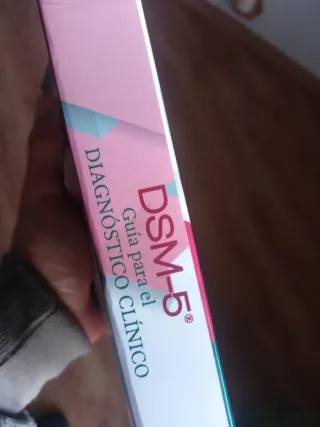 DSM-5®
Guía para el
DIAGNÓSTICO CLÍNICO